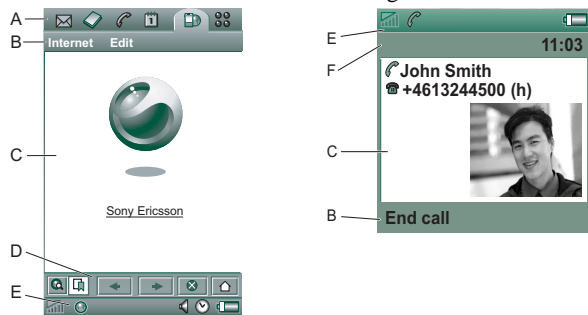 A
B
Internet Edit
C
Sony Ericsson
D
E
E
F
11:03
C
John Smith
+4613244500 (h)
B
End call